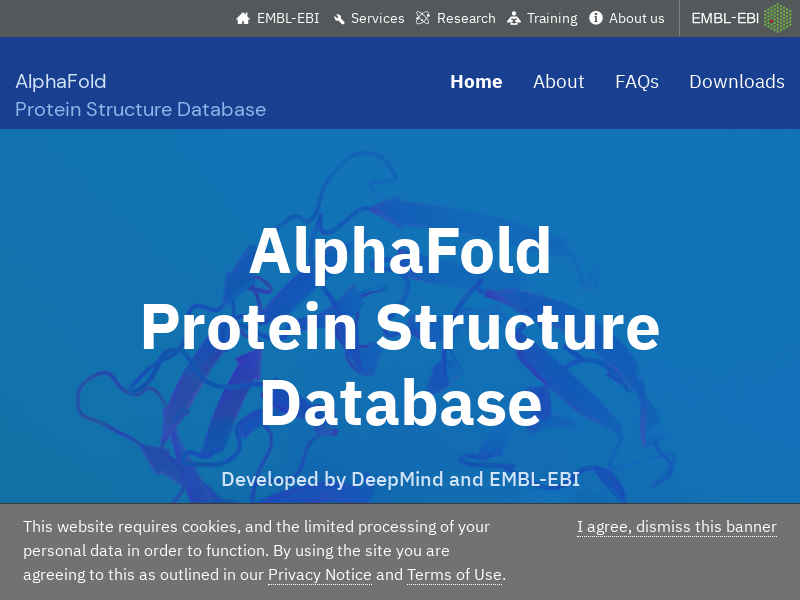 EMBL-EBI Services Research Training About us EMBL-EBI
AlphaFold
Protein Structure Database
Home About FAQs Downloads
AlphaFold
Protein Structure
Database
Developed by DeepMind and EMBL-EBI
This website requires cookies, and the limited processing of your
personal data in order to function. By using the site you are
agreeing to this as outlined in our Privacy Notice and Terms of Use.
I agree, dismiss this banner